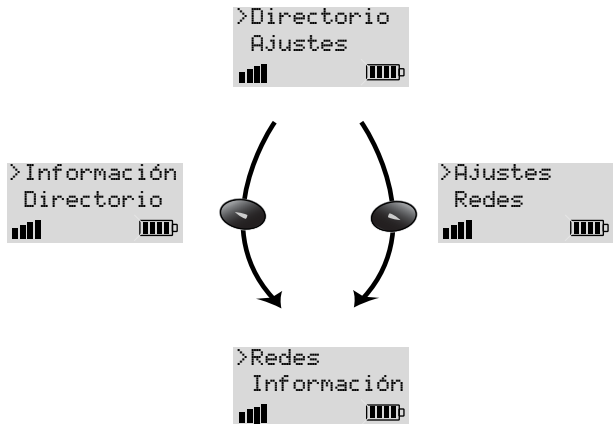 >Directorio
Ajustes
>Información
Directorio
>Ajustes
Redes
>Redes
Información